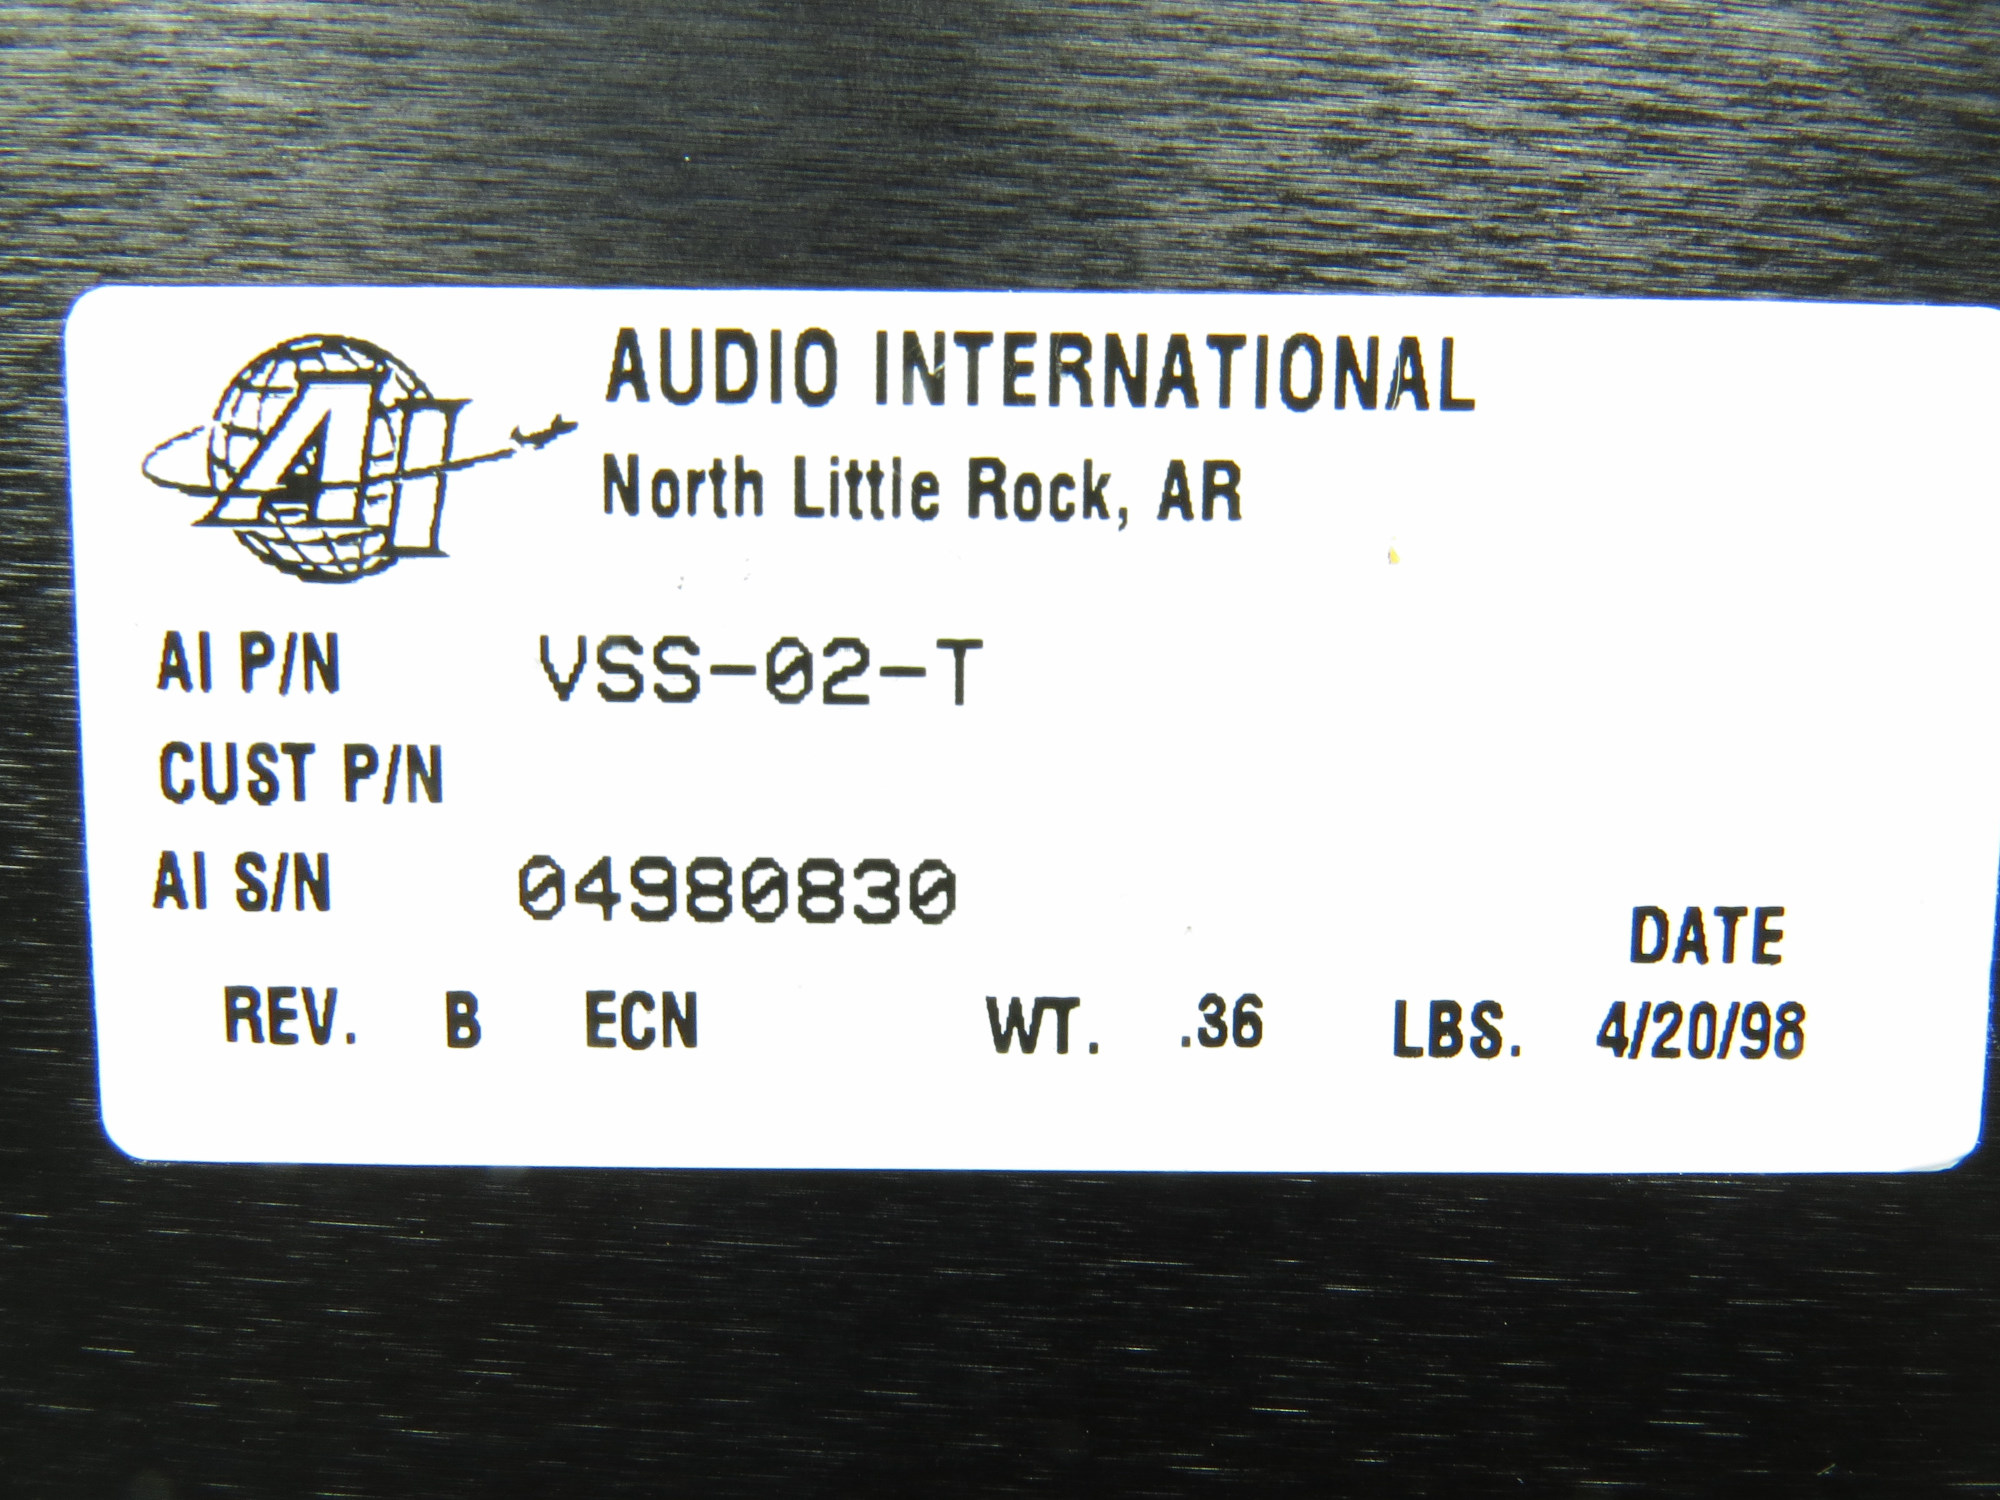 AI
AUDIO INTERNATIONAL
North Little Rock, AR
AI P/N VSS-02-T
CUST P/N
AI S/N 04980830
DATE
REV. B ECN WT. .36 LBS. 4/20/98